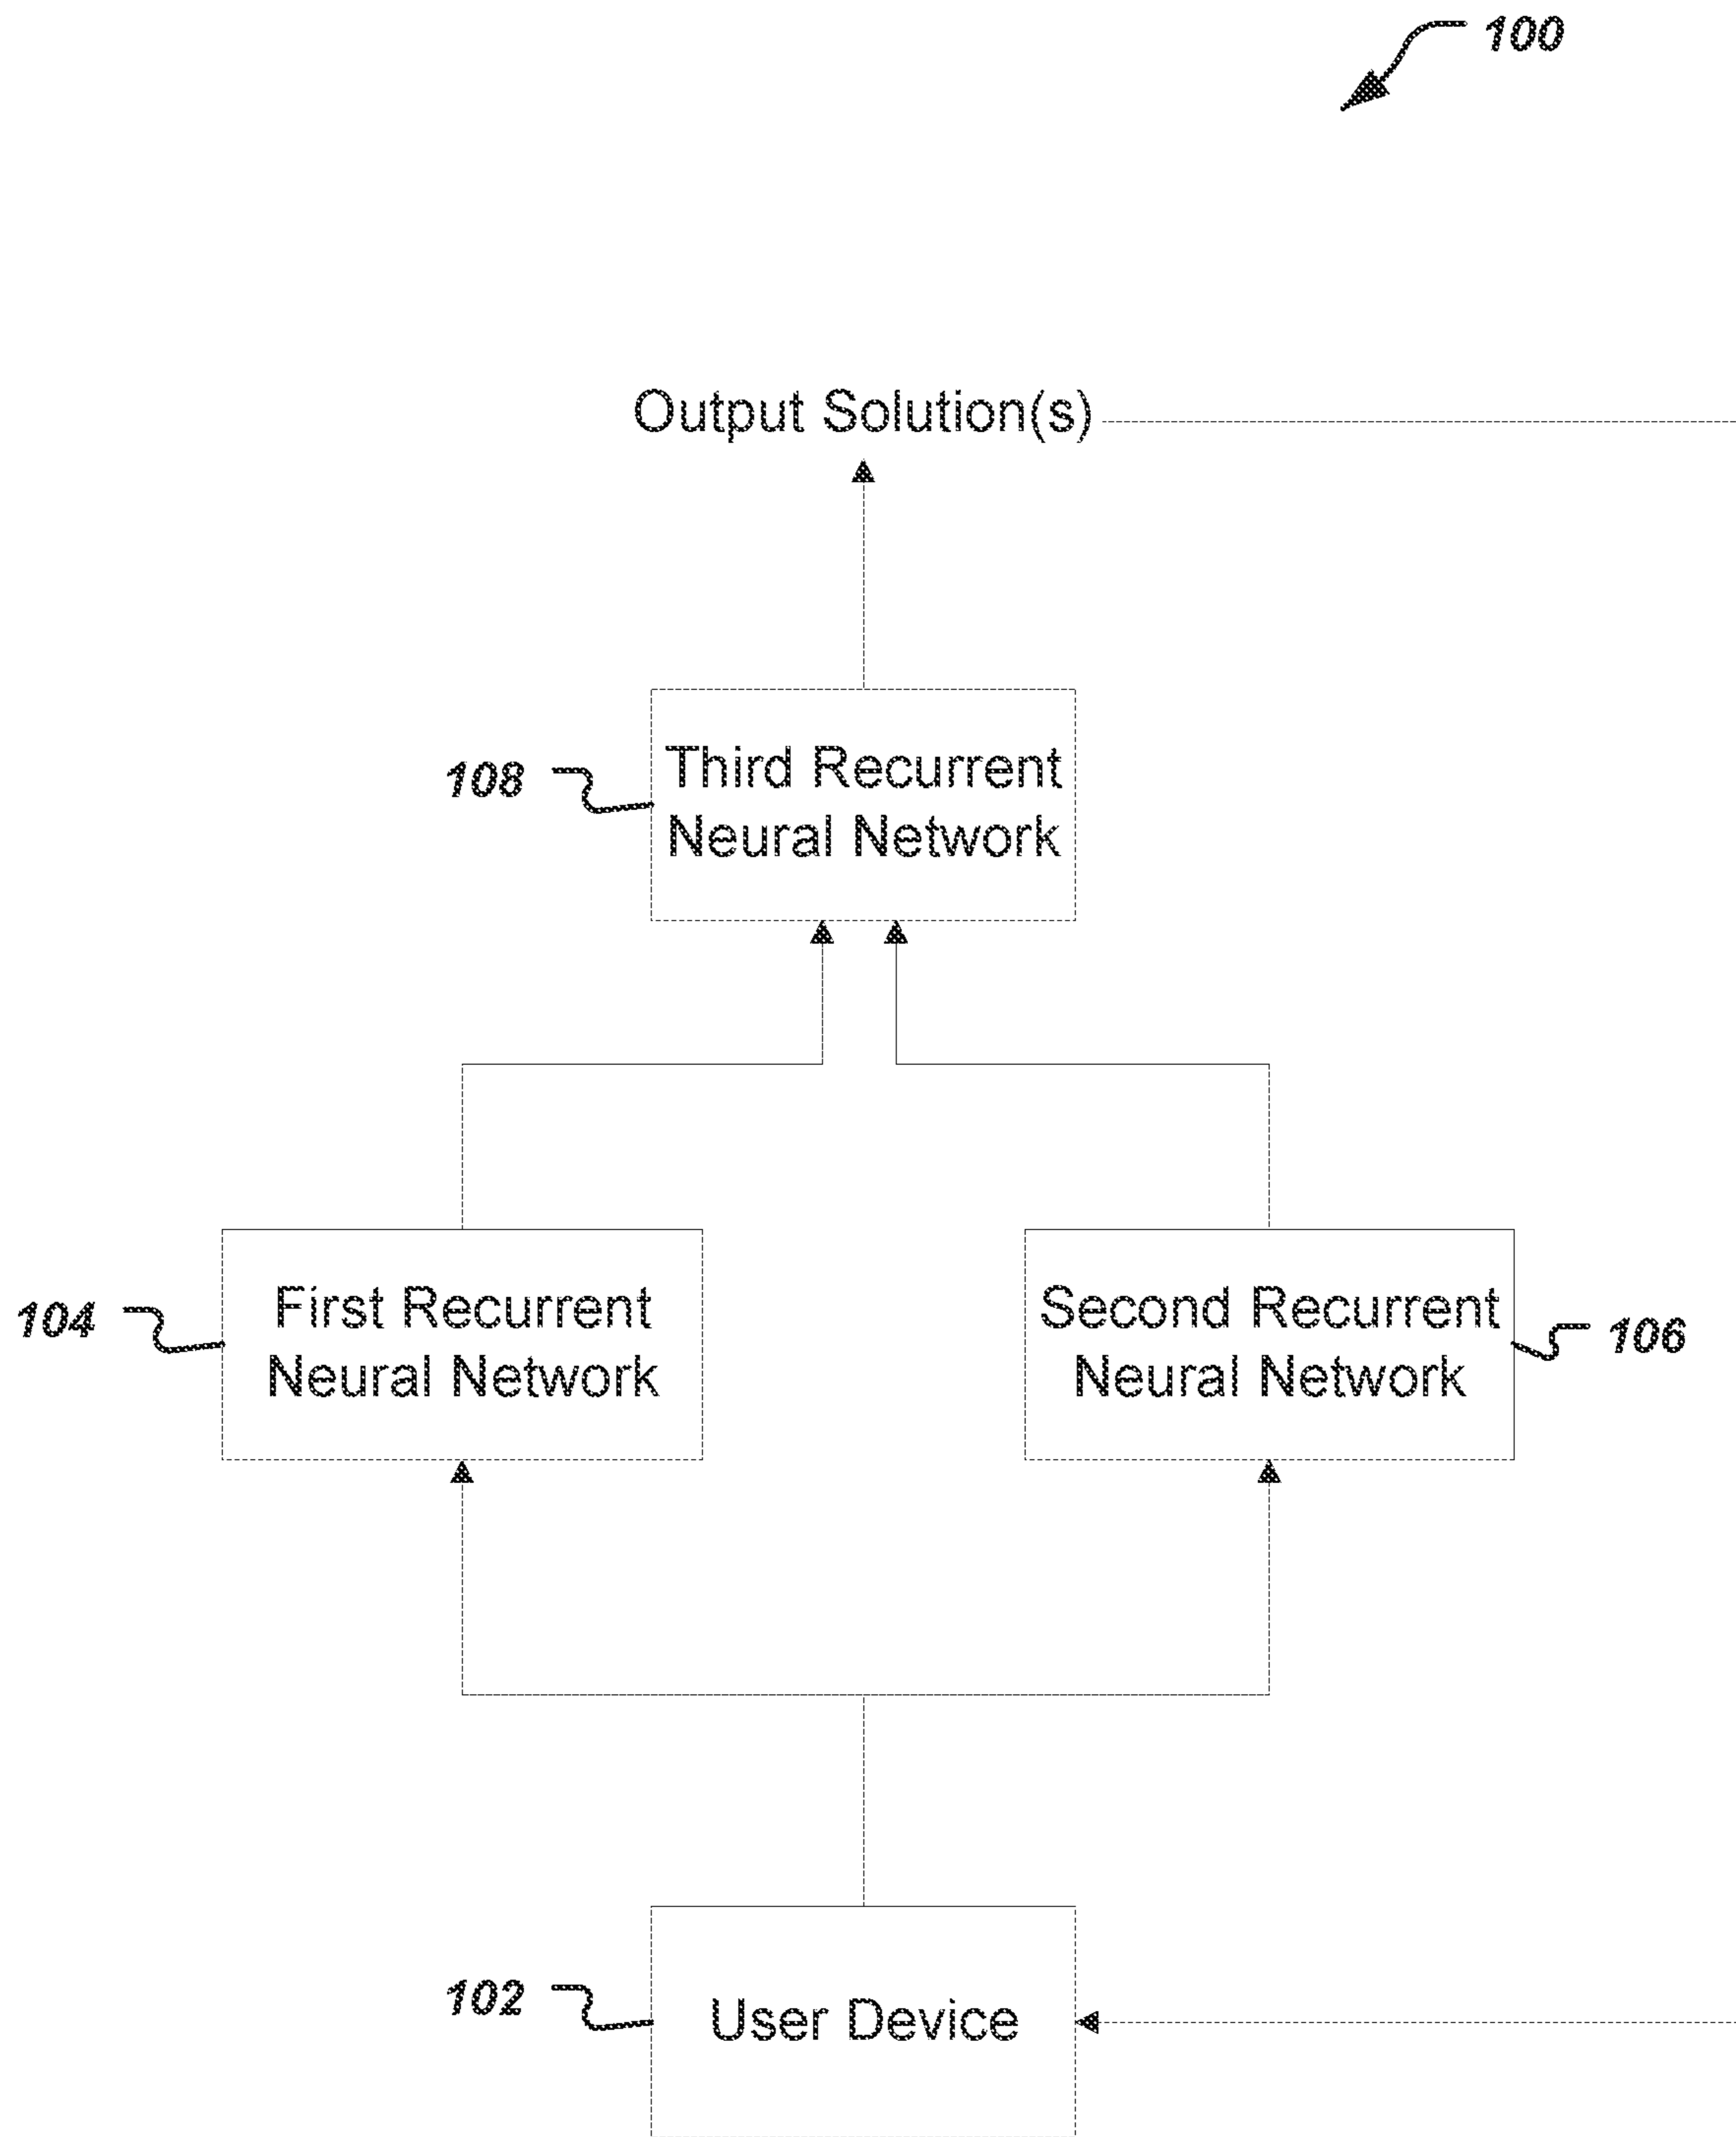 100
Output Solution(s)
108
Third Recurrent
Neural Network
104
First Recurrent
Neural Network
Second Recurrent
Neural Network
106
102
User Device